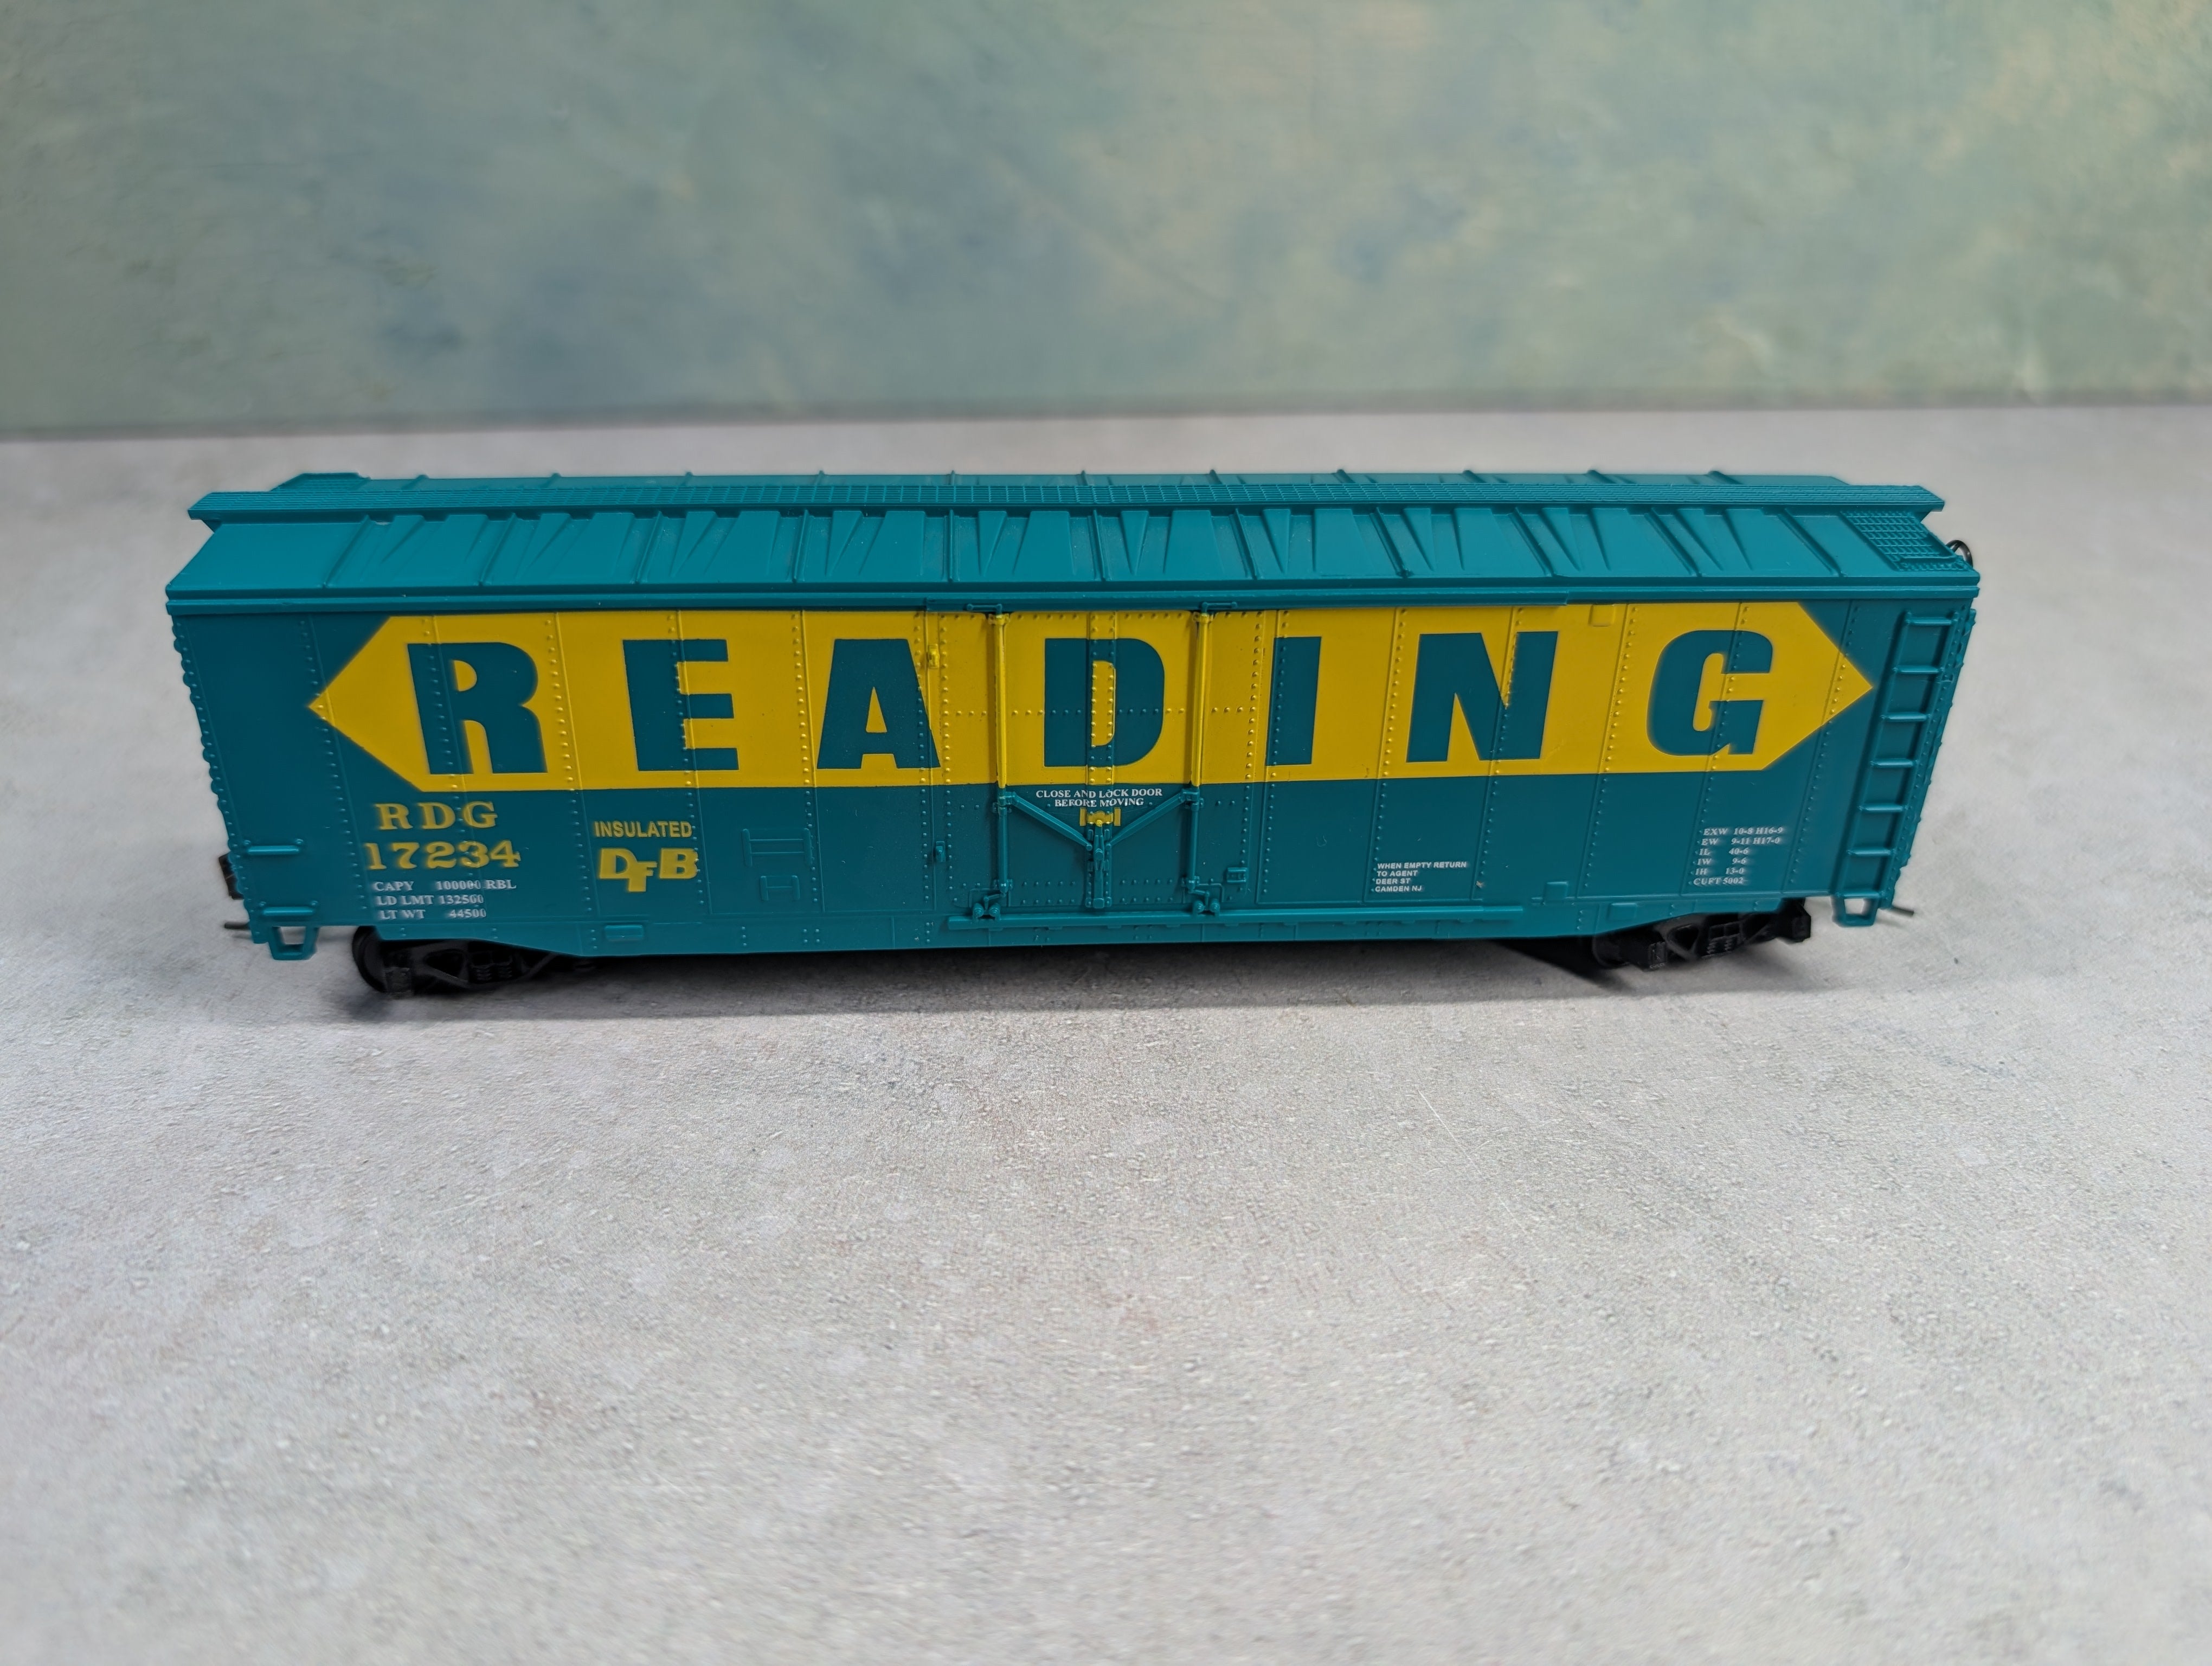 READING
RDG
17234
CAPY 100000 RBL
LD LMT 132560
LT WT 44500
INSULATED
DFB
CLOSE AND LOCK DOOR
BEFORE MOVING
WHEN EMPTY RETURN
TO AGENT
DEER ST
CAMDEN NJ
EXW 10-8 H16-9
EW 9-11 H17-0
IL 40-6
IW 9-6
IH 13-0
CUFT 5002